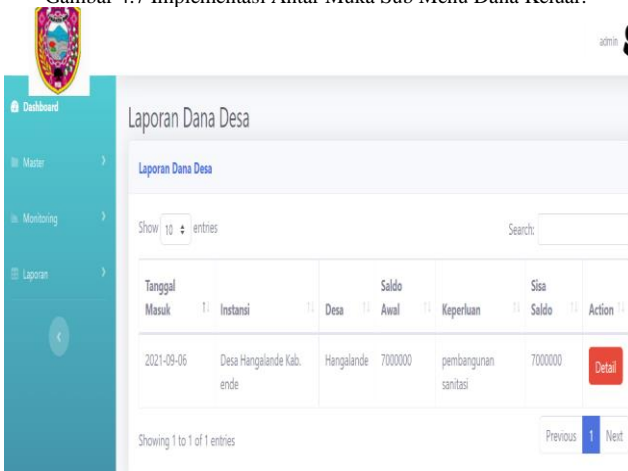 Gambar 4.7 Implementasi Antar Muka Sub Menu Dana Keluar.
admin
Dashboard
Master
Monitoring
Laporan
Laporan Dana Desa
Laporan Dana Desa
Show 10 entries
Search:
Tanggal Masuk Instansi Desa Saldo Awal Keperluan Sisa Saldo Action
2021-09-06 Desa Hangalande Kab. ende Hangalande 7000000 pembangunan sanitasi 7000000 Detail
Showing 1 to 1 of 1 entries
Previous 1 Next